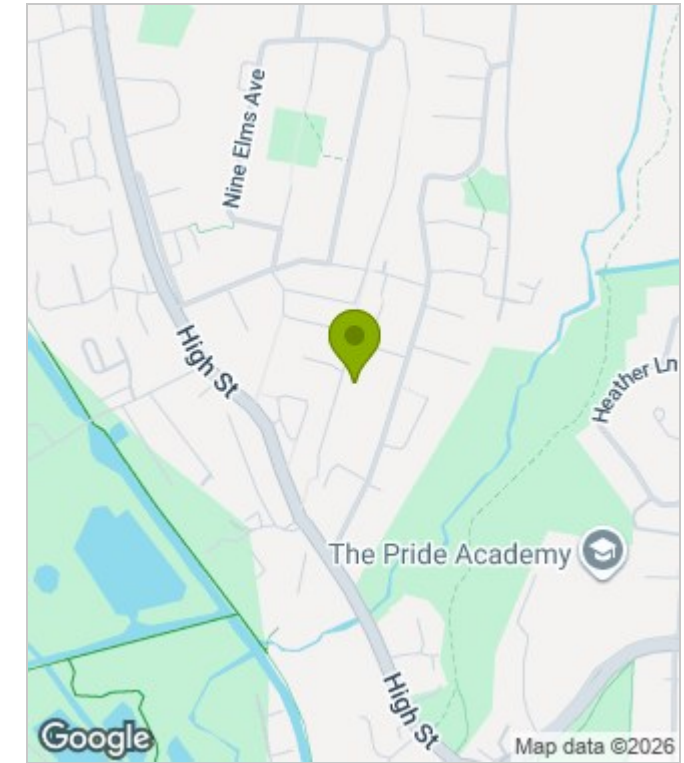 Nine Elms Ave
High St
Heather Ln
The Pride Academy
High St
Google
Map data ©2026